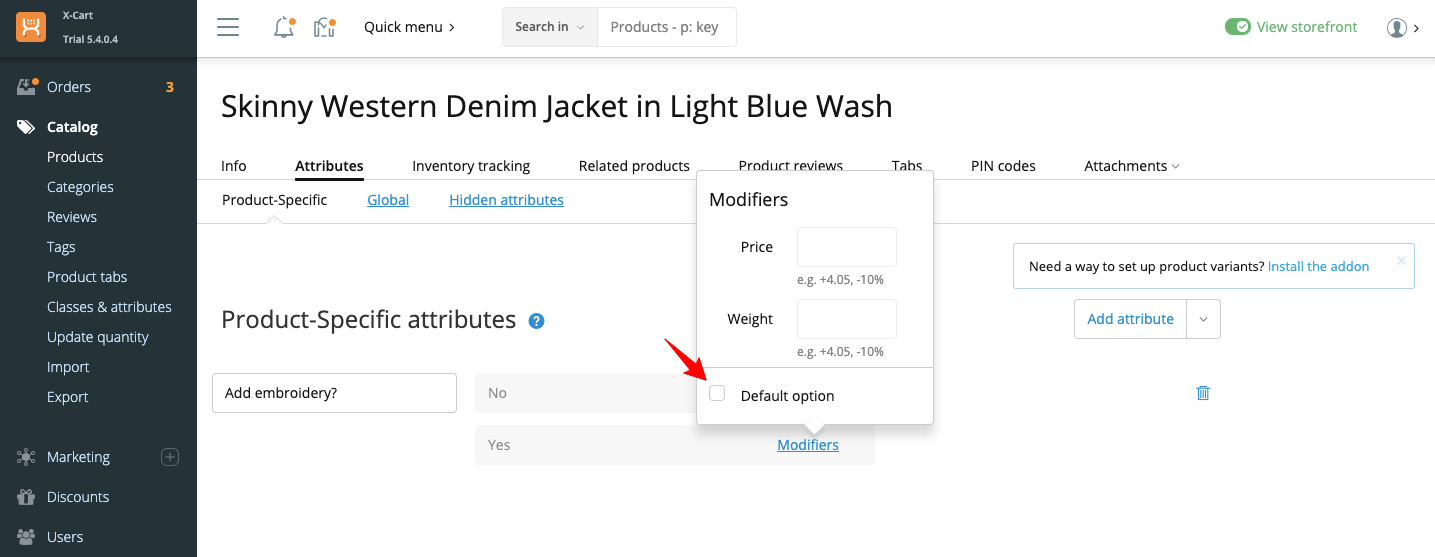 X-Cart
Trial 5.4.0.4
Quick menu
Search in
Products - p: key
View storefront
Orders 3
Catalog
Products
Categories
Reviews
Tags
Product tabs
Classes & attributes
Update quantity
Import
Export
Marketing
Discounts
Users
Skinny Western Denim Jacket in Light Blue Wash
Info Attributes Inventory tracking Related products Product reviews Tabs PIN codes Attachments
Product-Specific Global Hidden attributes
Need a way to set up product variants? Install the addon
Product-Specific attributes ?
Add attribute
Add embroidery?
No
Yes
Modifiers
Modifiers
Price
e.g. +4.05, -10%
Weight
e.g. +4.05, -10%
Default option